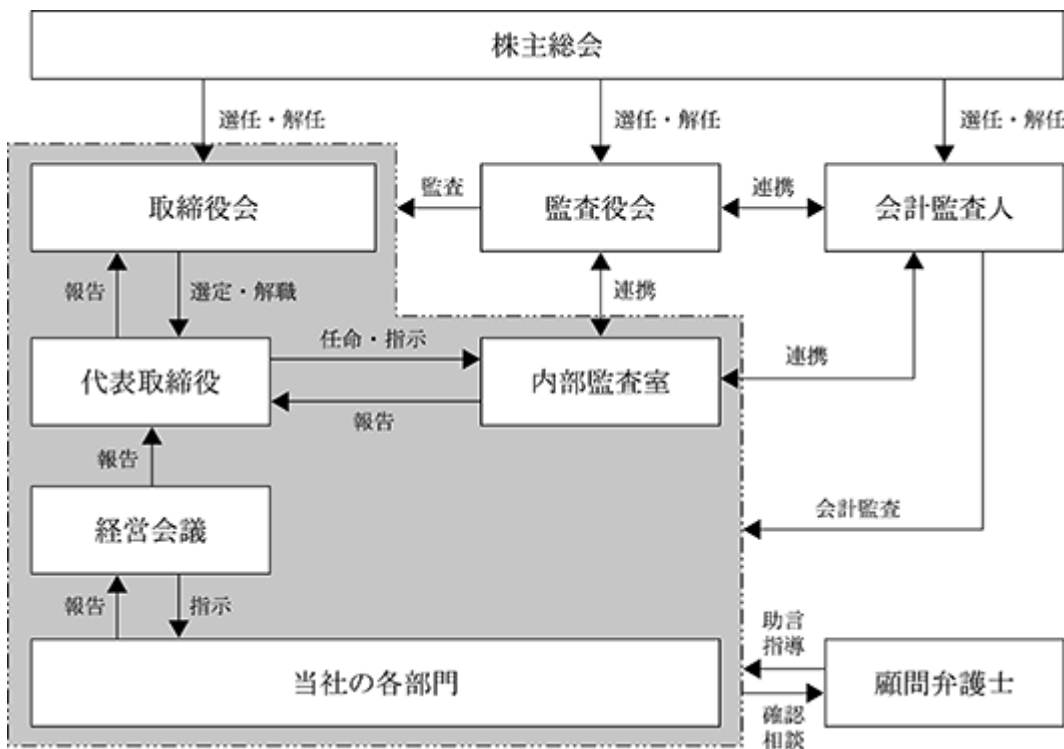 株主総会
選任・解任
選任・解任
選任・解任
取締役会
監査
監査役会
連携
会計監査人
報告
選定・解職
連携
任命・指示
代表取締役
内部監査室
連携
報告
報告
経営会議
会計監査
報告
指示
助言
指導
当社の各部門
顧問弁護士
確認
相談